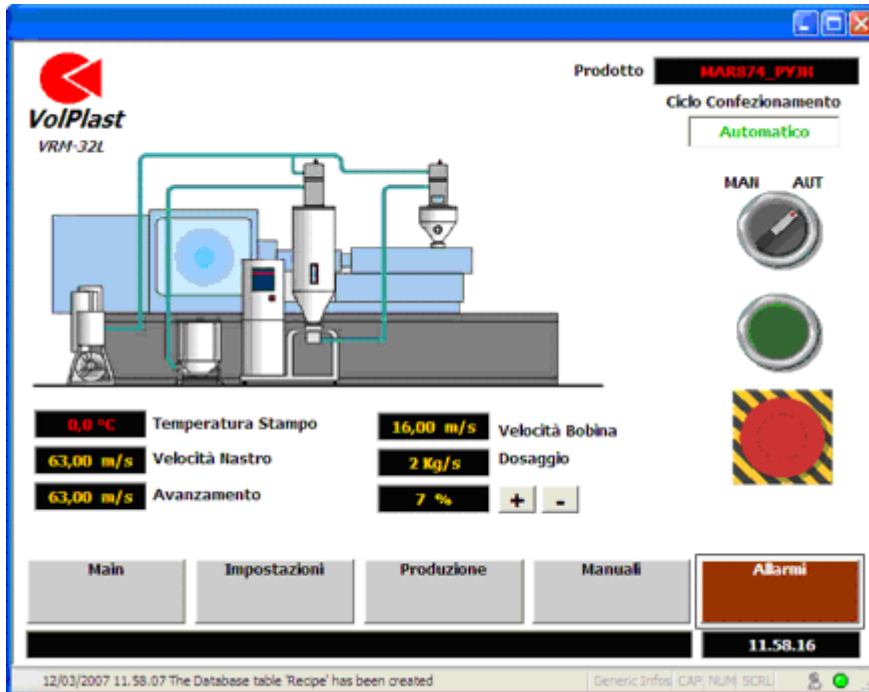 Prodotto MAR874_PYJH
Ciclo Confezionamento
Automatico
VolPlast
VRM-32L
MAN AUT
0,0 °C Temperatura Stampo
16,00 m/s Velocità Bobina
63,00 m/s Velocità Nastro
2 Kg/s Dosaggio
63,00 m/s Avanzamento
7 % + -
Main Impostazioni Produzione Manuali Allarmi
11.58.16
12/03/2007 11.58.07 The Database table 'Recipe' has been created
Generic Infos CAP NUM SCRL